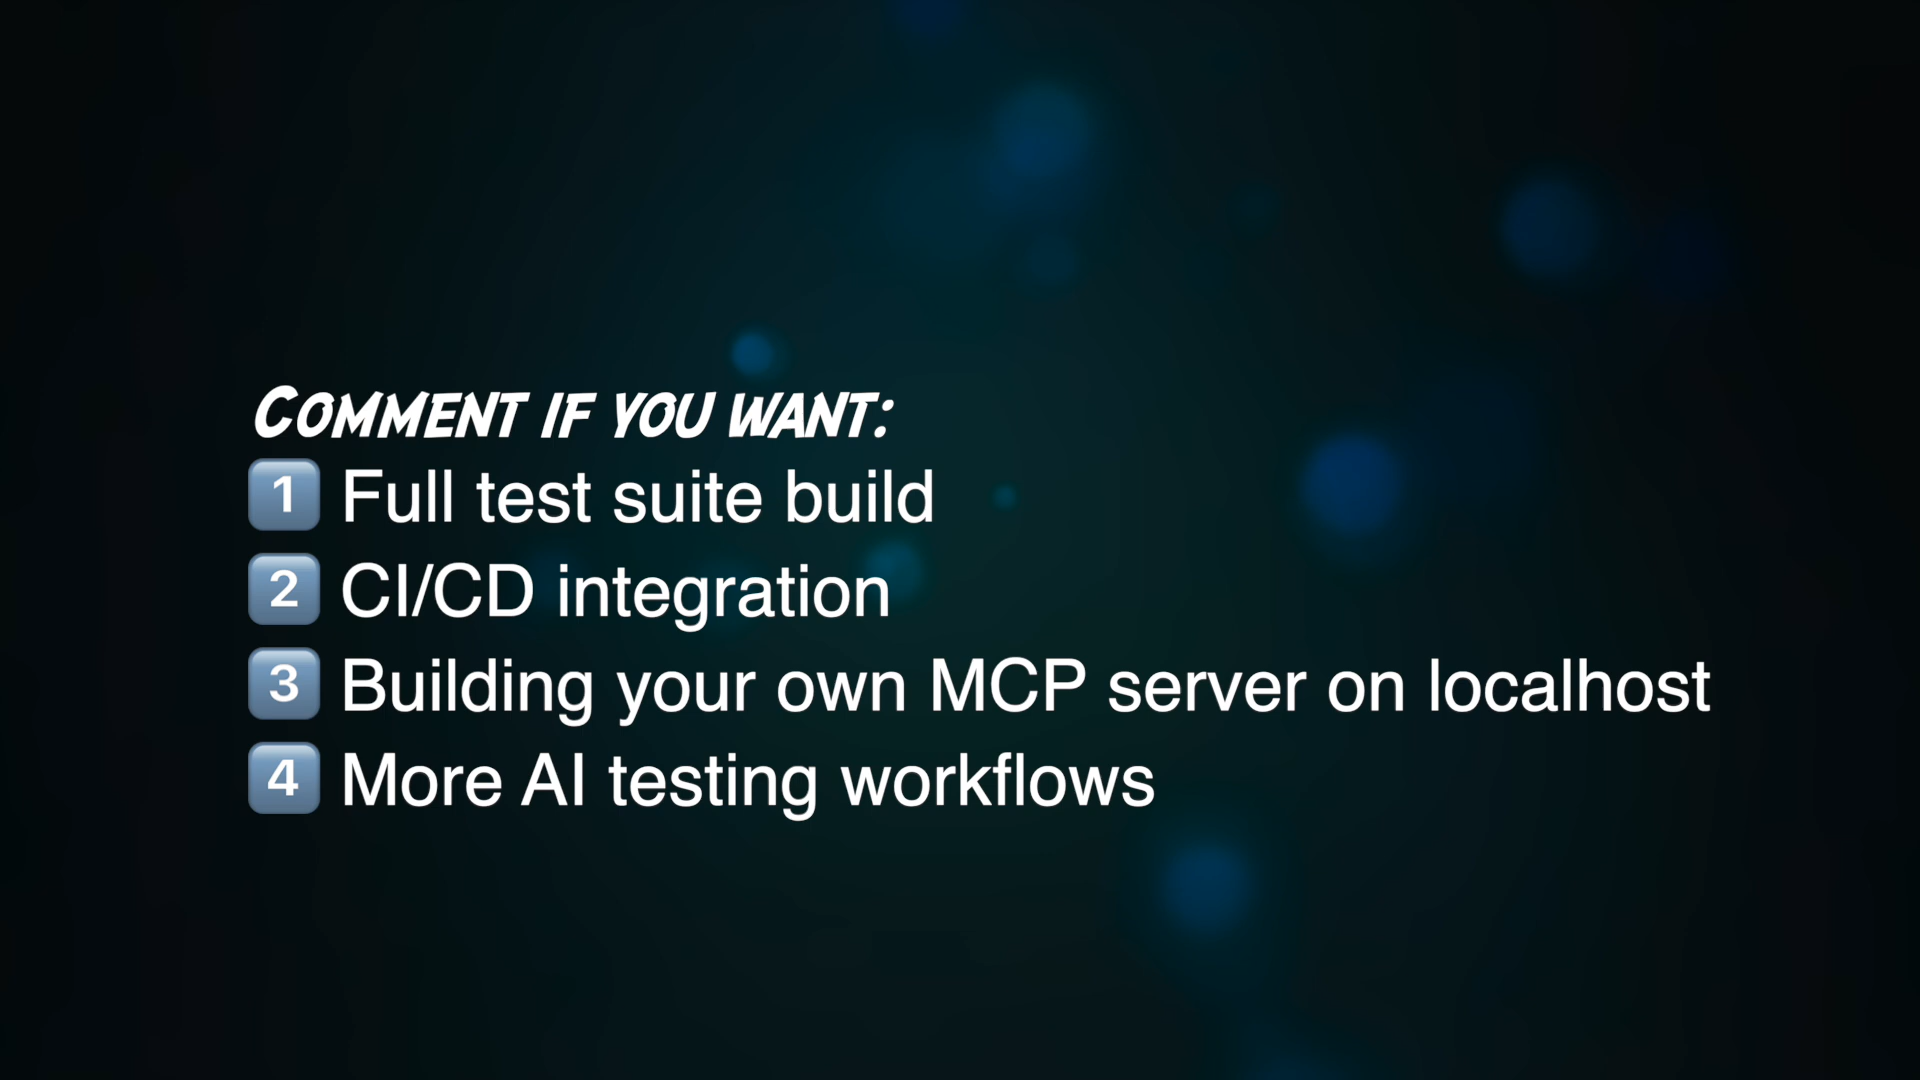 Comment if you want:
1️⃣ Full test suite build
2️⃣ CI/CD integration
3️⃣ Building your own MCP server on localhost
4️⃣ More AI testing workflows